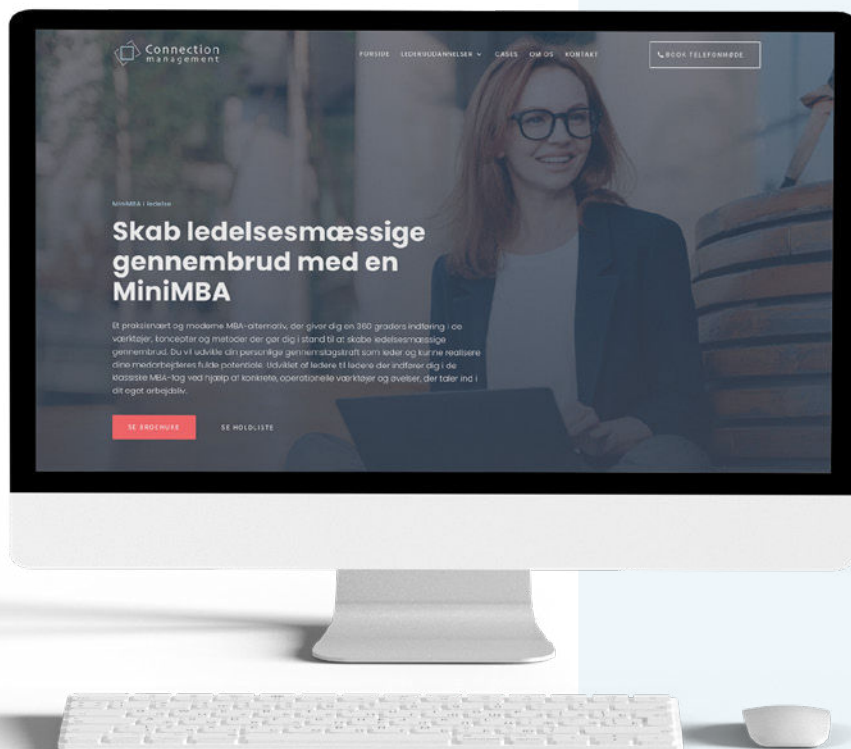 Connection
management
FORSIDE LEDERUDDANNELSER CASES OM OS KONTAKT
BOOK TELEFONMØDE
MiniMBA i ledelse
Skab ledelsesmæssige
gennembrud med en
MiniMBA
Et praksisnært og moderne MBA-alternativ, der giver dig en 360 graders indføring i de
værktøjer, koncepter og metoder der gør dig i stand til at skabe ledelsesmæssige
gennembrud. Du vil udvikle din personlige gennemslagskraft som leder og kunne realisere
dine medarbejderes fulde potentiale. Udviklet af ledere til ledere der indfører dig i de
klassiske MBA-fag ved hjælp at konkrete, operationelle værktøjer og øvelser, der taler ind i
dit eget arbejdsliv.
SE BROCHURE SE HOLDLISTE